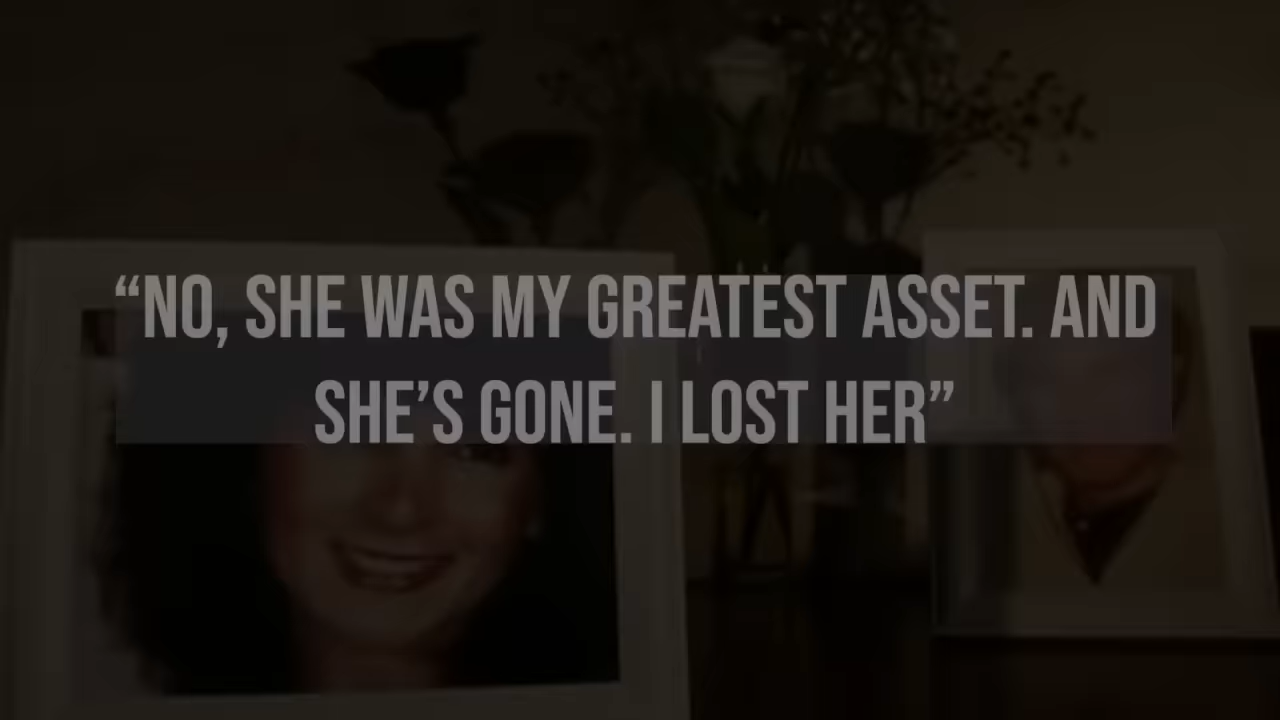 “NO, SHE WAS MY GREATEST ASSET. AND
SHE’S GONE. I LOST HER”